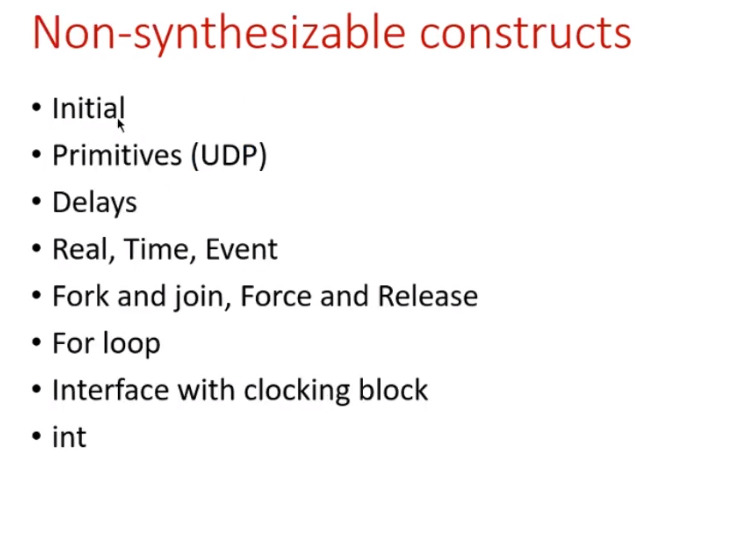 Non-synthesizable constructs
• Initial
• Primitives (UDP)
• Delays
• Real, Time, Event
• Fork and join, Force and Release
• For loop
• Interface with clocking block
• int